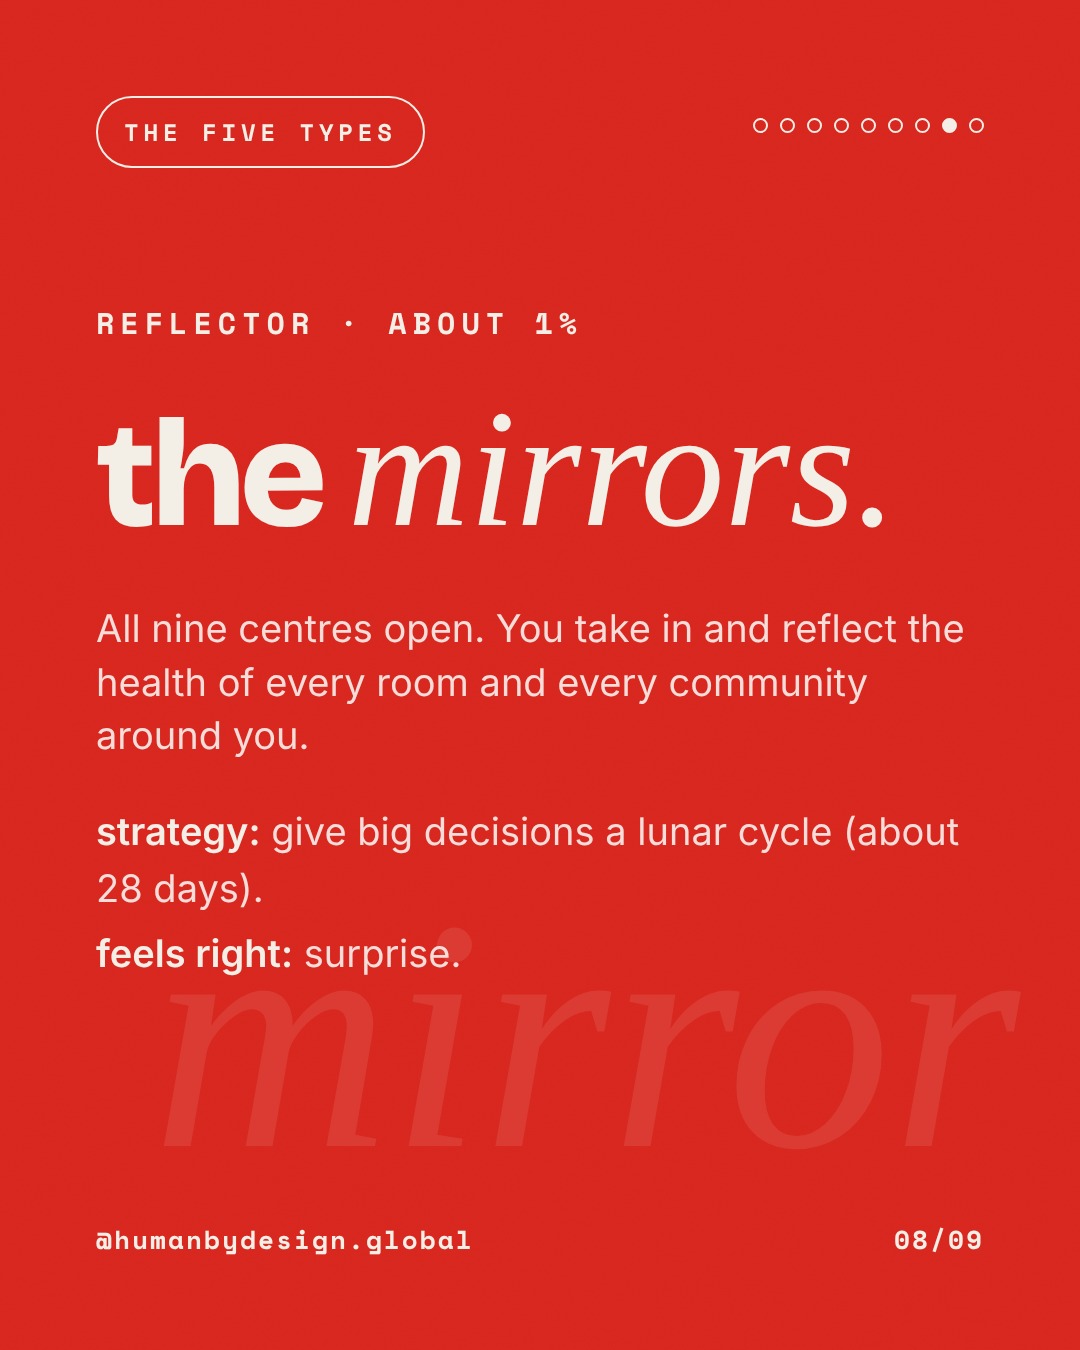 THE FIVE TYPES
REFLECTOR · ABOUT 1%
the mirrors.
All nine centres open. You take in and reflect the
health of every room and every community
around you.
strategy: give big decisions a lunar cycle (about
28 days).
feels right: surprise.
mirror
@humanbydesign.global
08/09